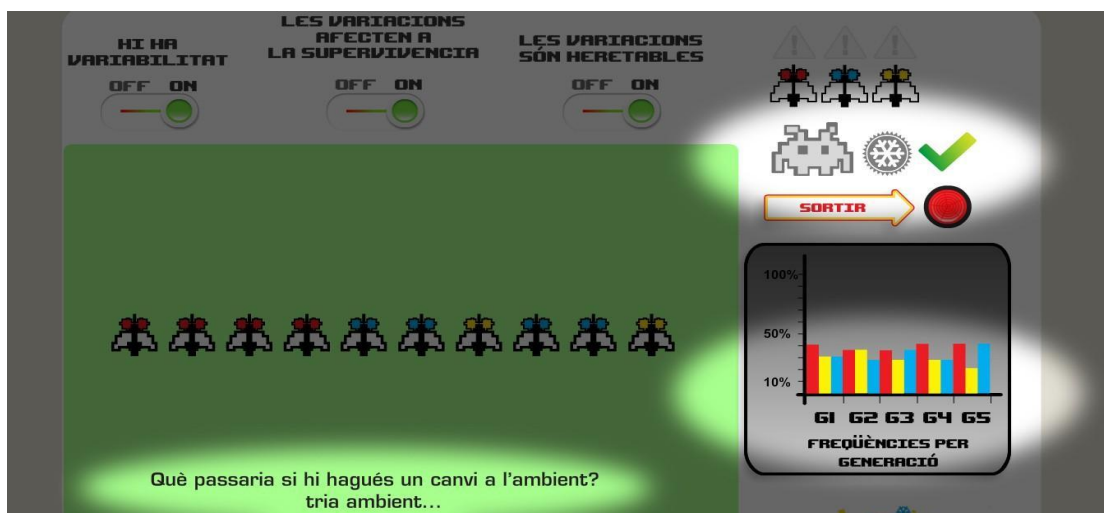 HI HA
VARIABILITAT
OFF ON
LES VARIACIONS
AFECTEN A
LA SUPERVIVENCIA
OFF ON
LES VARIACIONS
SÓN HERETABLES
OFF ON
SORTIR
100%
50%
10%
G1 G2 G3 G4 G5
FREQÜÈNCIES PER
GENERACIÓ
Què passaria si hi hagués un canvi a l'ambient?
tria ambient...